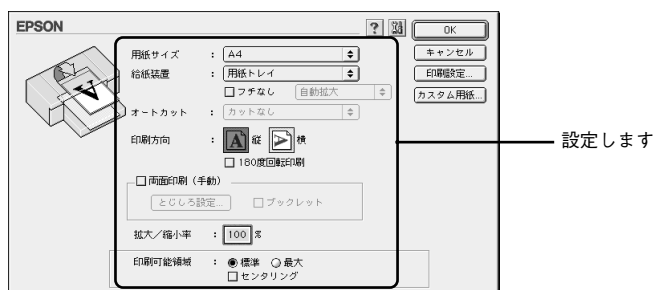 EPSON ? OK
用紙サイズ : A4 キャンセル
給紙装置 : 用紙トレイ 印刷設定...
フチなし 自動拡大 カスタム用紙...
オートカット : カットなし
印刷方向 : A 縦 A 横 設定します
180度回転印刷
両面印刷 (手動)
とじしろ設定... ブックレット
拡大/縮小率 : 100 %
印刷可能領域 : 標準 最大
センタリング